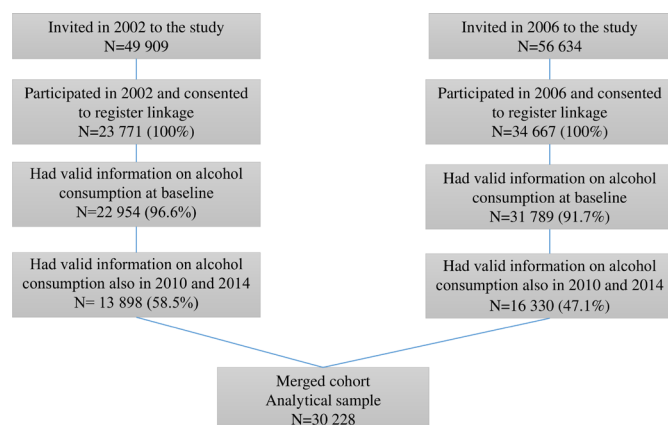 Invited in 2002 to the study
N=49 909
Participated in 2002 and consented
to register linkage
N=23 771 (100%)
Had valid information on alcohol
consumption at baseline
N=22 954 (96.6%)
Had valid information on alcohol
consumption also in 2010 and 2014
N= 13 898 (58.5%)
Invited in 2006 to the study
N=56 634
Participated in 2006 and consented
to register linkage
N=34 667 (100%)
Had valid information on alcohol
consumption at baseline
N=31 789 (91.7%)
Had valid information on alcohol
consumption also in 2010 and 2014
N=16 330 (47.1%)
Merged cohort
Analytical sample
N=30 228